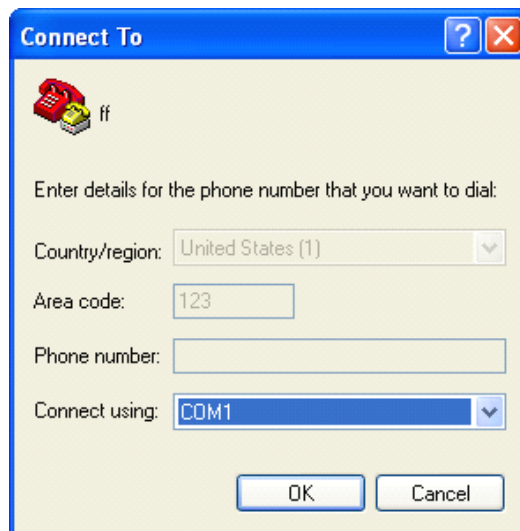 Connect To
ff
Enter details for the phone number that you want to dial:
Country/region: United States (1)
Area code: 123
Phone number:
Connect using: COM1
OK Cancel